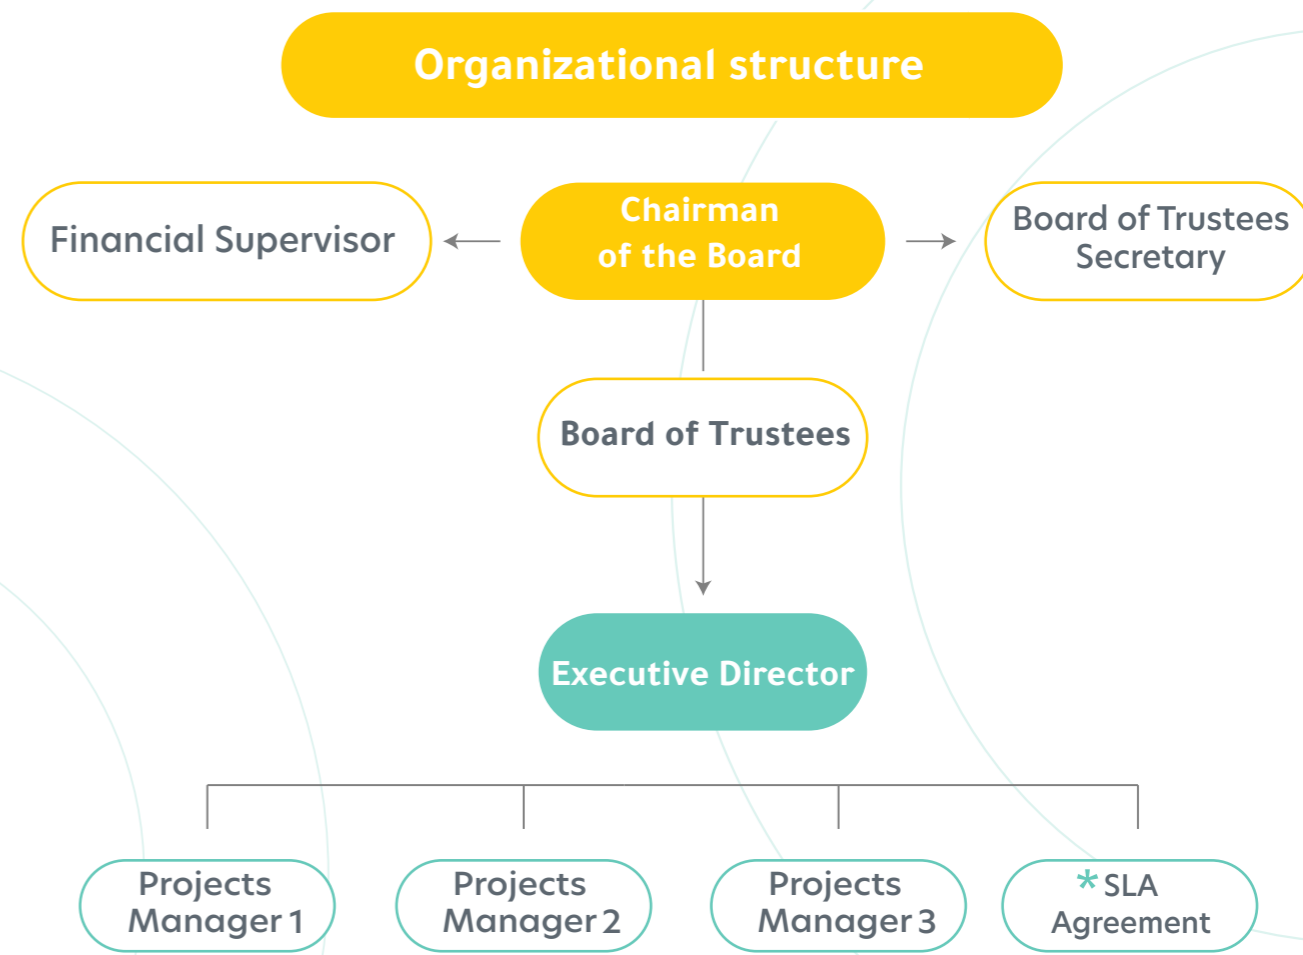 Organizational structure
Financial Supervisor
Chairman
of the Board
Board of Trustees
Secretary
Board of Trustees
Executive Director
Projects
Manager 1
Projects
Manager 2
Projects
Manager 3
*SLA
Agreement